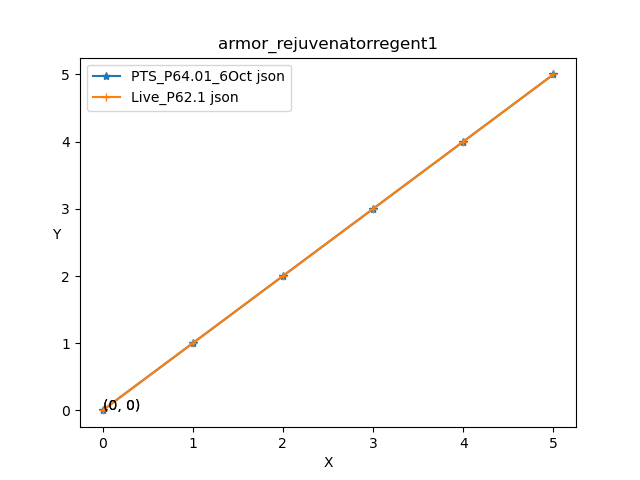 armor_rejuvenatorregent1
PTS_P64.01_6Oct json
Live_P62.1 json
5
4
3
2
1
0
Y
(0, 0)
0 1 2 3 4 5
X